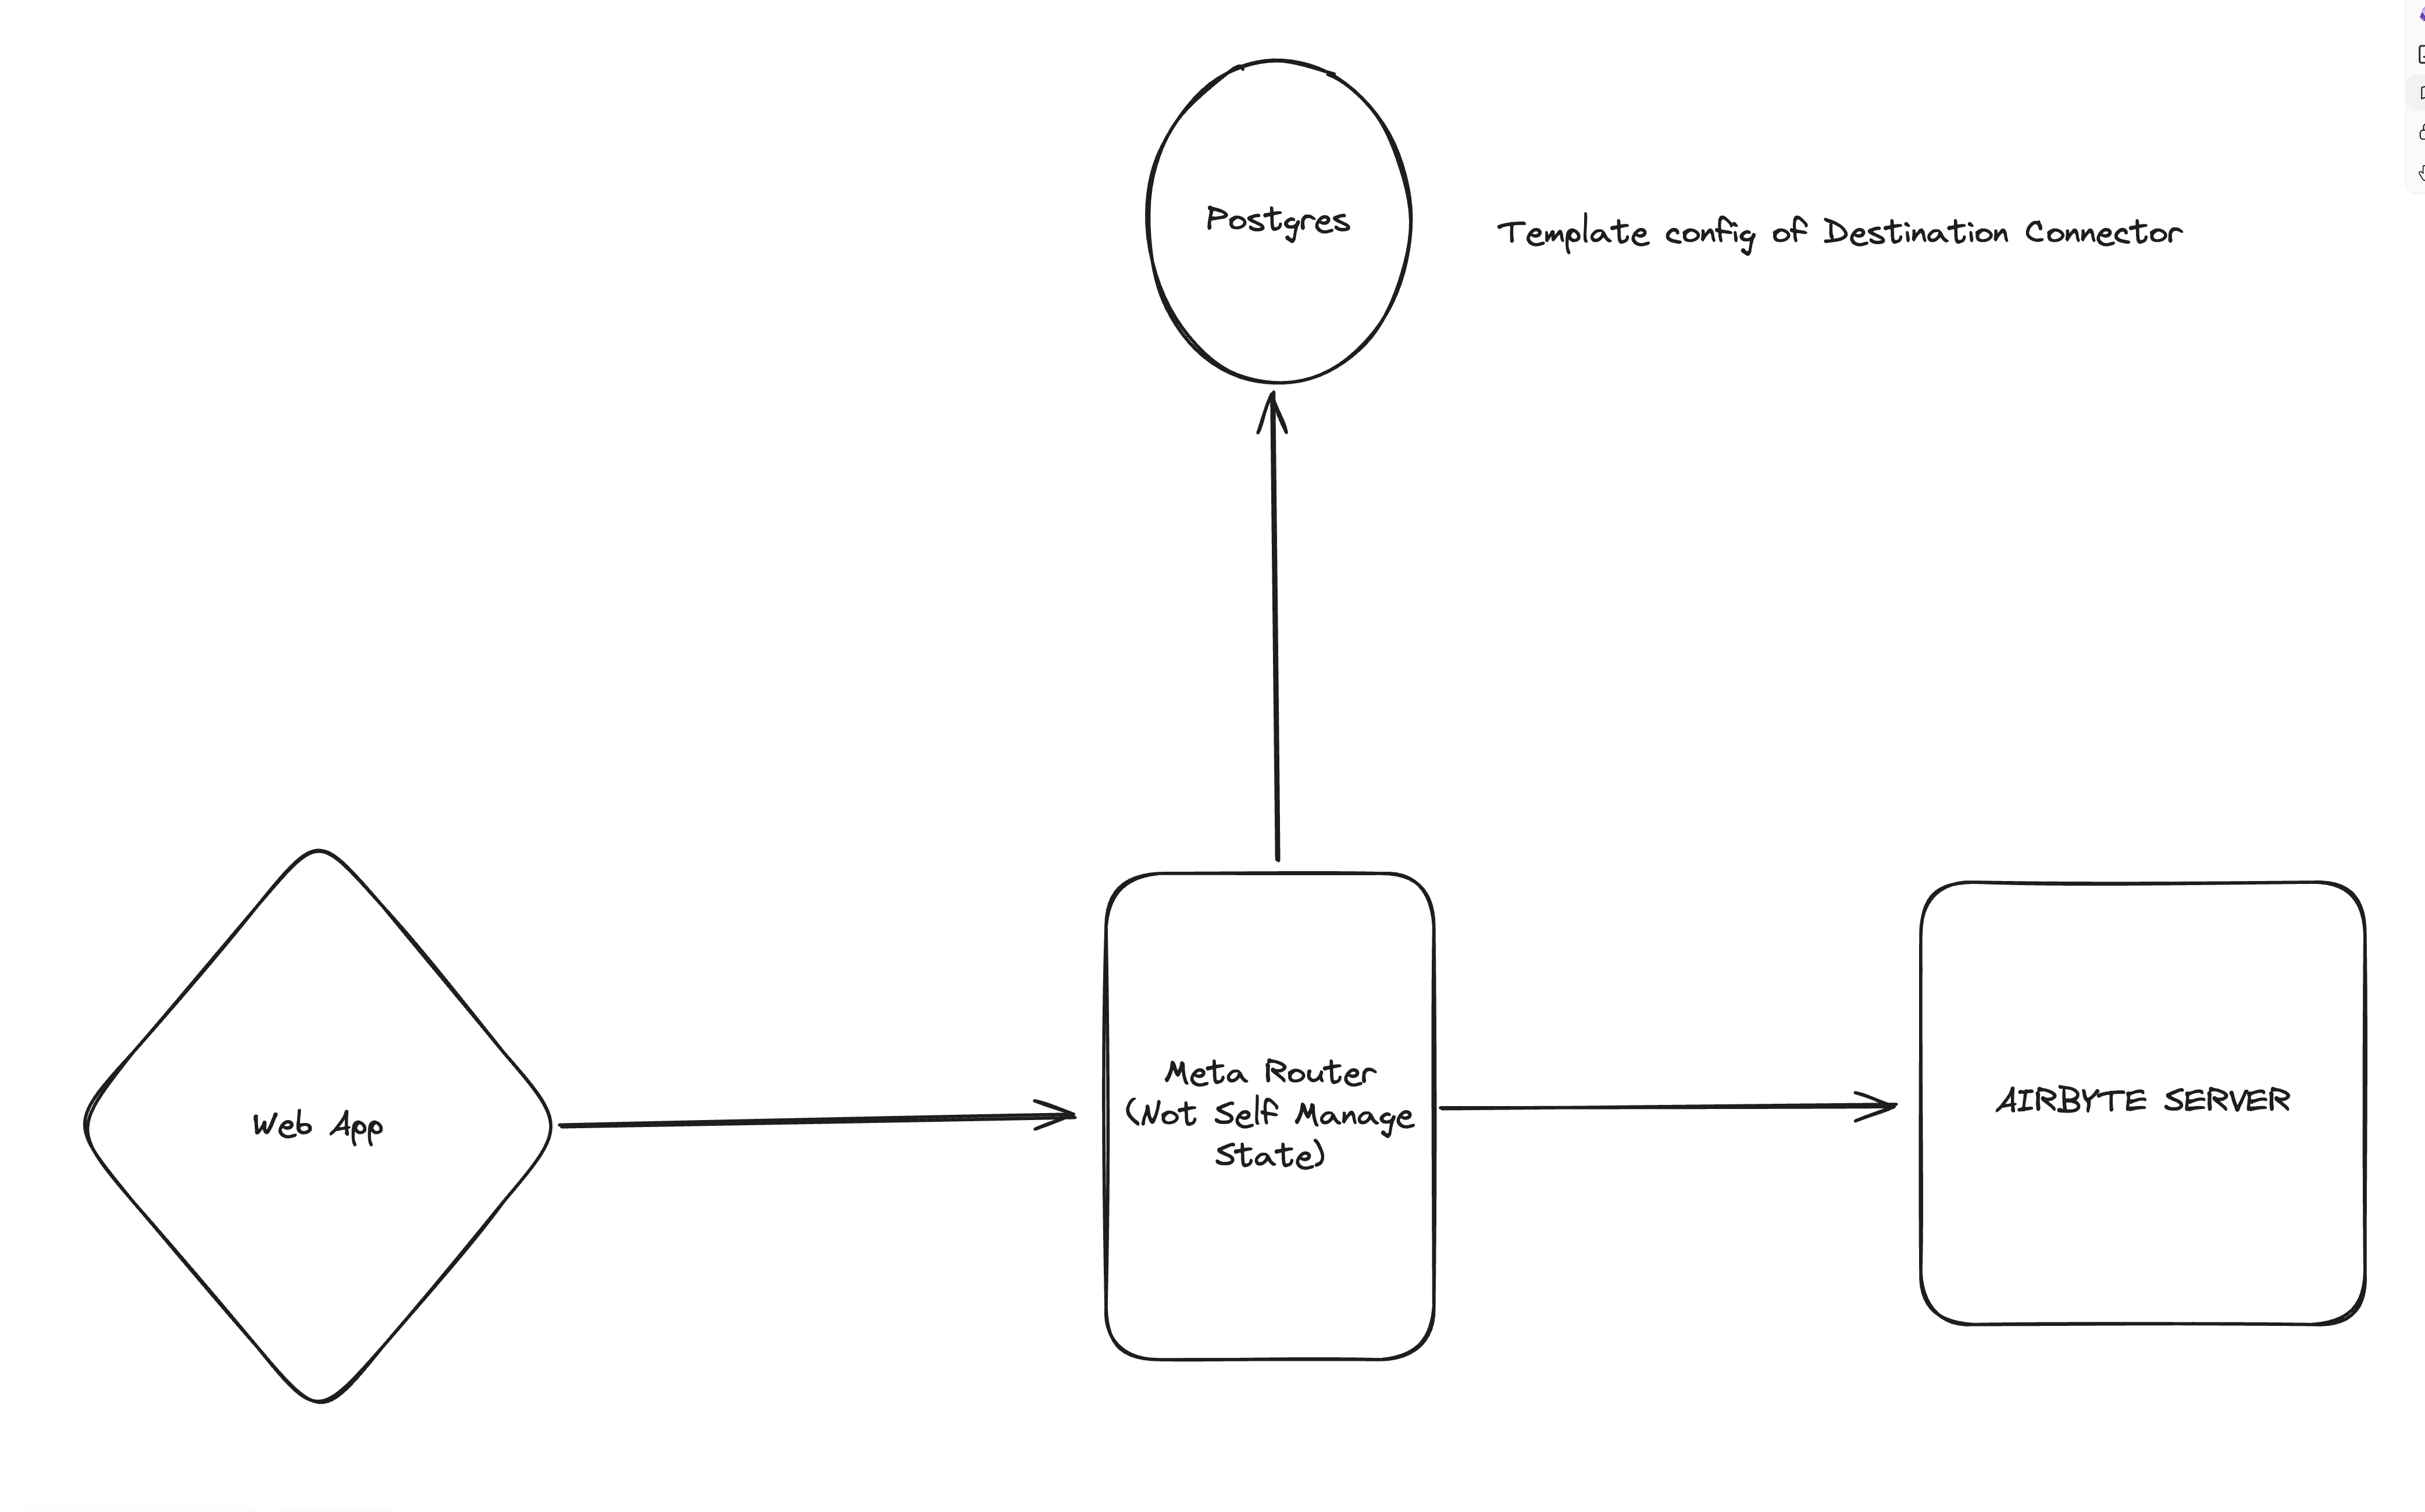 Postgres
Template config of Destination Connector
Web App
Meta Router
(Not Self Manage
State)
AIRBYTE SERVER